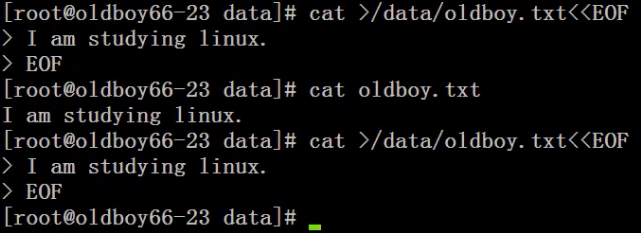 [root@oldboy66-23 data]# cat >/data/oldboy.txt<<EOF
> I am studying linux.
> EOF
[root@oldboy66-23 data]# cat oldboy.txt
I am studying linux.
[root@oldboy66-23 data]# cat >/data/oldboy.txt<<EOF
> I am studying linux.
> EOF
[root@oldboy66-23 data]#